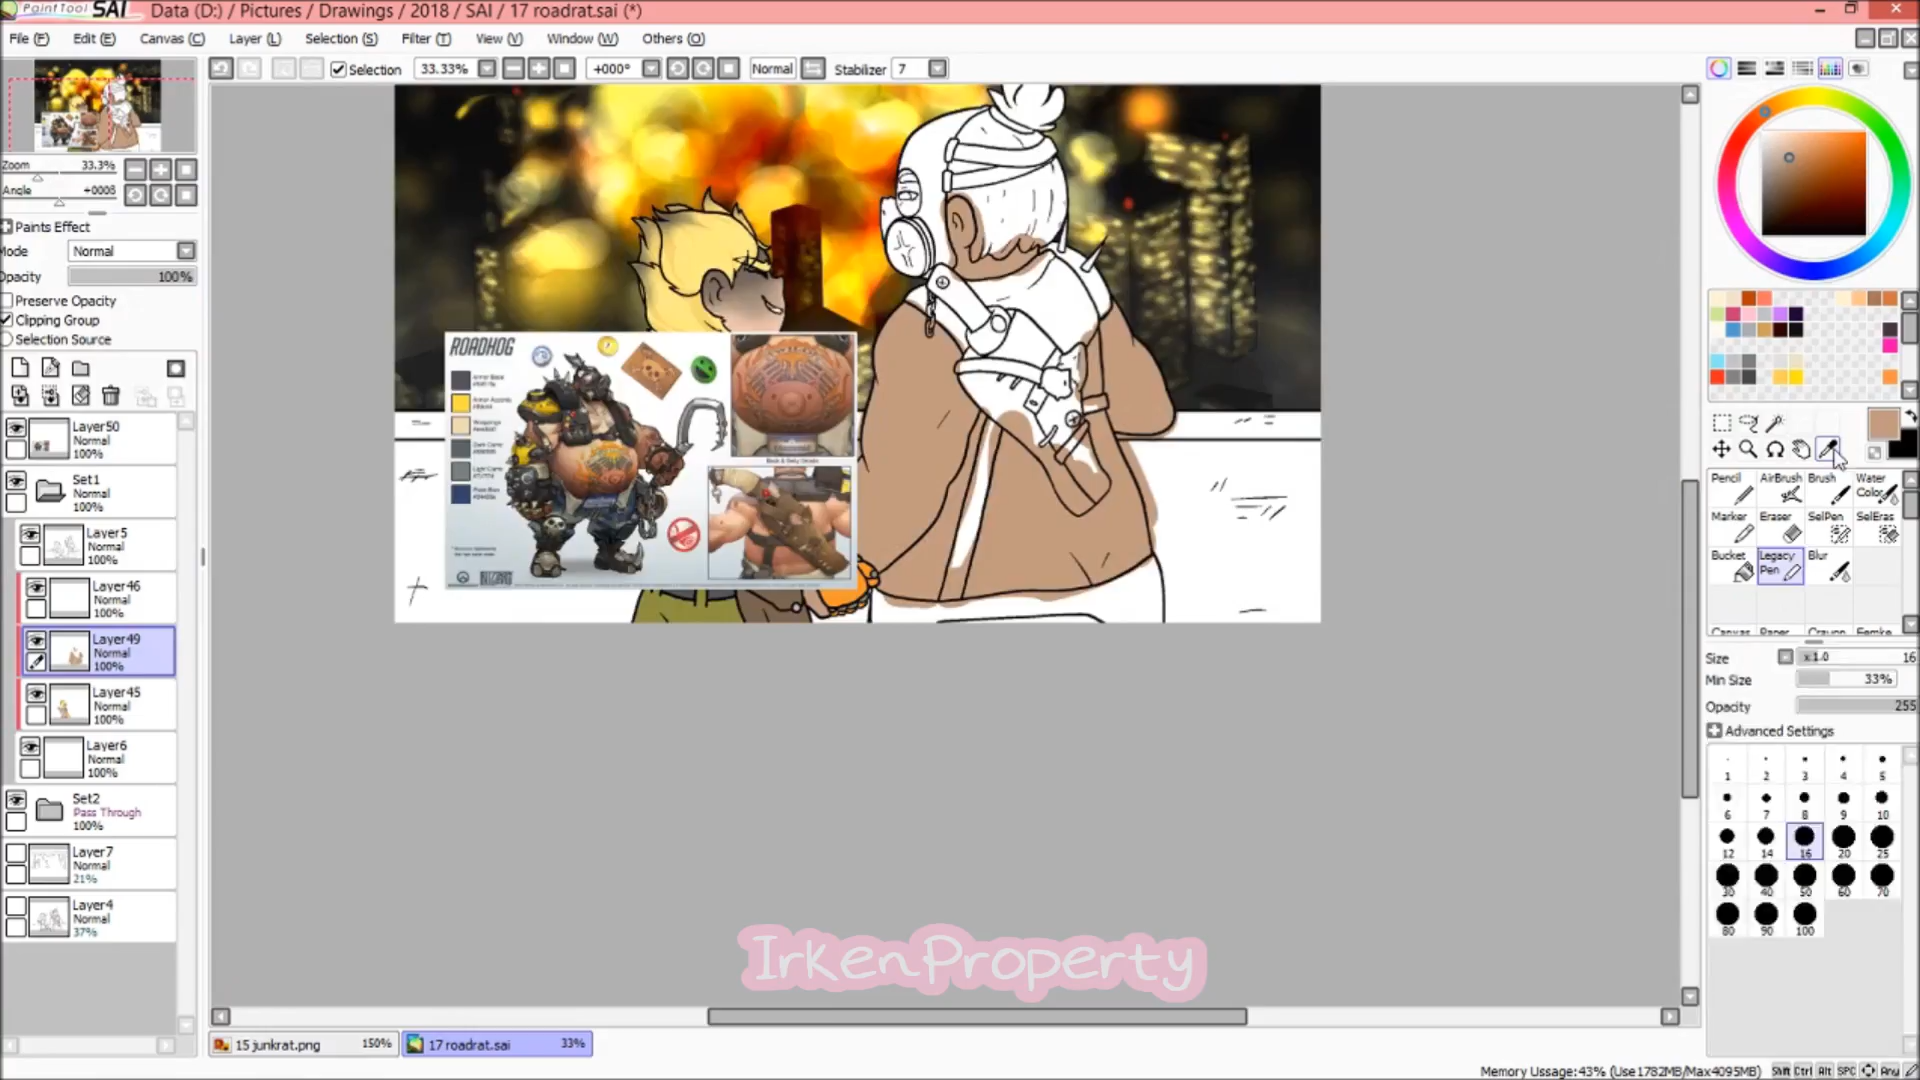 PaintTool SAI Data (D:) / Pictures / Drawings / 2018 / SAI / 17 roadrat.sai (*)
File (F) Edit (E) Canvas (C) Layer (L) Selection (S) Filter (T) View (V) Window (W) Others (O)
Selection 33.33% +000° Normal Stabilizer 7
Zoom 33.3%
Angle +000
Paints Effect
Mode Normal
Opacity 100%
Preserve Opacity
Clipping Group
Selection Source
Layer50
Normal
100%
Set1
Normal
100%
Layer5
Normal
100%
Layer46
Normal
100%
Layer49
Normal
100%
Layer45
Normal
100%
Layer6
Normal
100%
Set2
Pass Through
100%
Layer7
Normal
21%
Layer4
Normal
37%
ROADHOG
BLIZZARD
Pencil AirBrush Brush Water Color
Marker Eraser SelPen SelEras
Bucket Legacy Pen Blur
Canvas Paper Crayon
Size x1.0 16
Min Size 33%
Opacity 255
Advanced Settings
1 2 3 4 5
6 7 8 9 10
12 14 16 20 25
30 40 50 60 70
80 90 100
IrkenProperty
15 junkrat.png 150% 17 roadrat.sai 33%
Memory Ussage:43% (Use1782MB/Max4095MB) Shift Ctrl Alt SPC Any